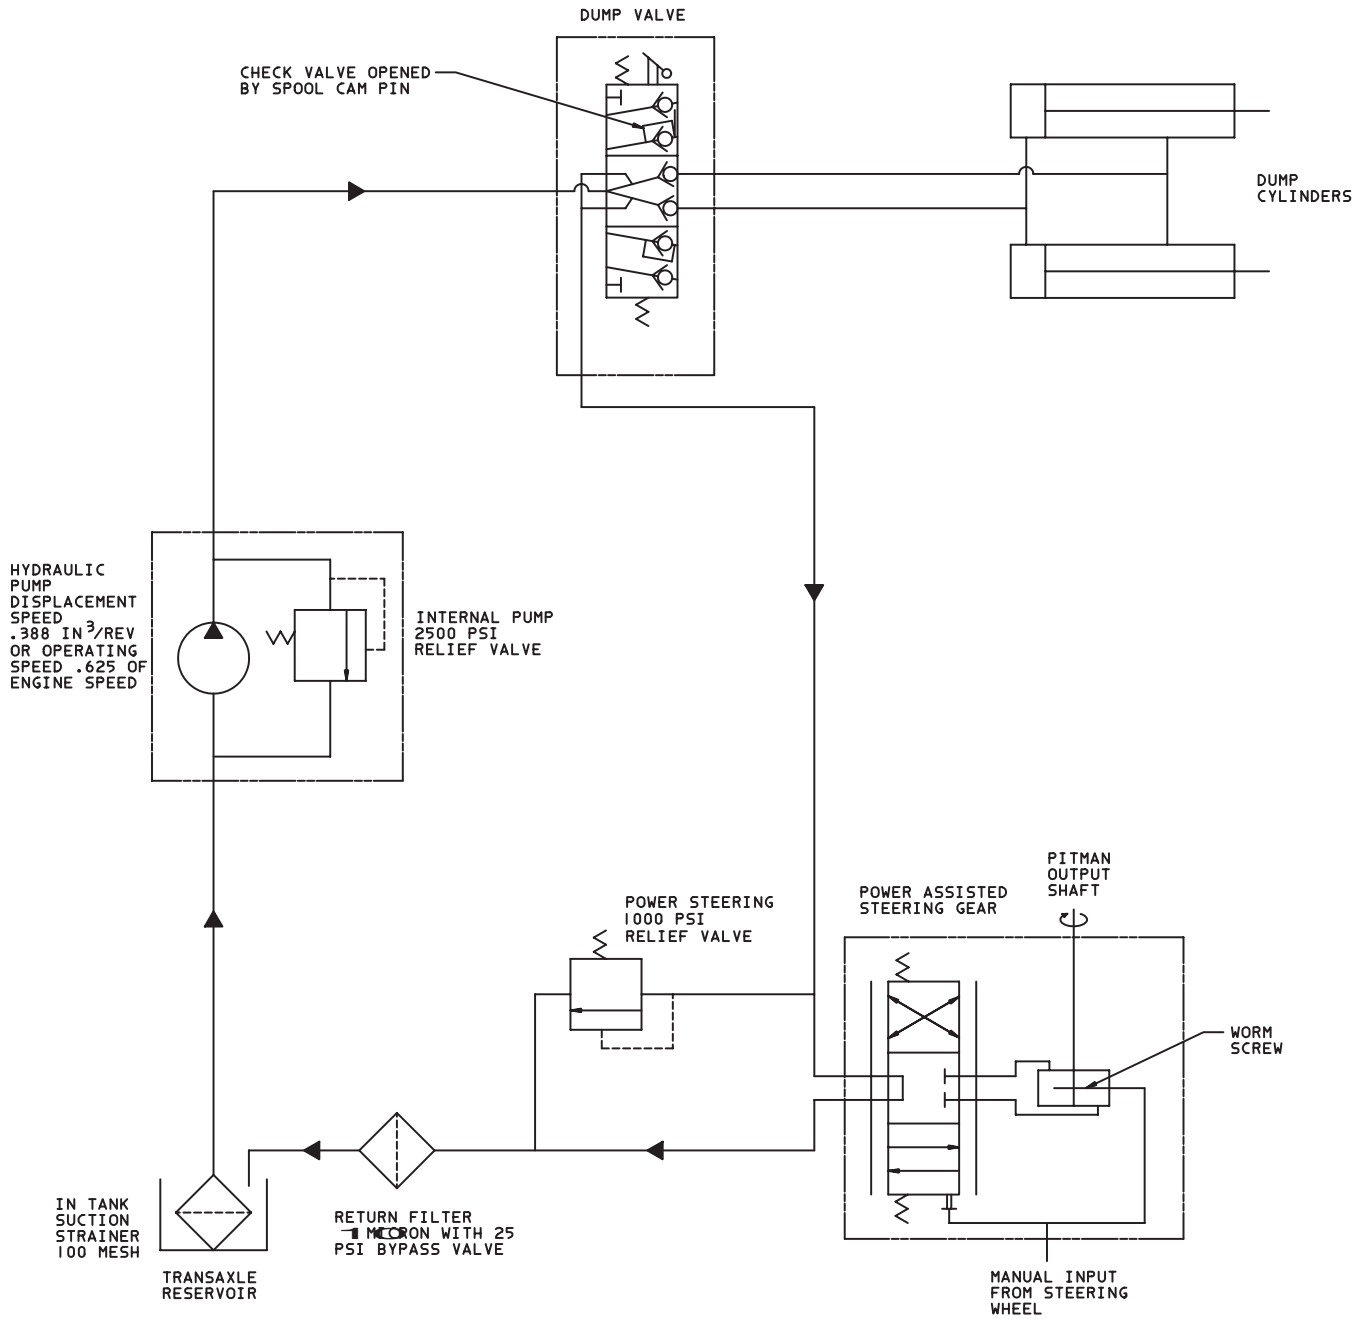 DUMP VALVE
CHECK VALVE OPENED
BY SPOOL CAM PIN
DUMP
CYLINDERS
HYDRAULIC
PUMP
DISPLACEMENT
SPEED
.388 IN³/REV
OR OPERATING
SPEED .625 OF
ENGINE SPEED
INTERNAL PUMP
2500 PSI
RELIEF VALVE
PITMAN
OUTPUT
SHAFT
POWER ASSISTED
STEERING GEAR
POWER STEERING
1000 PSI
RELIEF VALVE
WORM
SCREW
IN TANK
SUCTION
STRAINER
100 MESH
RETURN FILTER
MICRON WITH 25
PSI BYPASS VALVE
TRANSAXLE
RESERVOIR
MANUAL INPUT
FROM STEERING
WHEEL